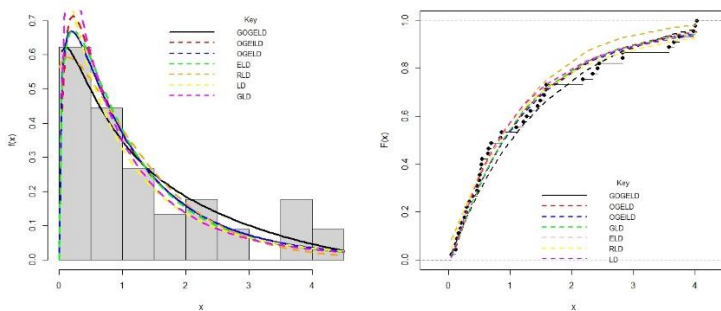 Key
GOGELD
OGEILD
OGELD
ELD
RLD
LD
GLD
f(x)
0.0 0.1 0.2 0.3 0.4 0.5 0.6 0.7
0 1 2 3 4
x
Key
GOGELD
OGELD
OGEILD
GLD
ELD
RLD
LD
F(x)
0.0 0.2 0.4 0.6 0.8 1.0
0 1 2 3 4
x